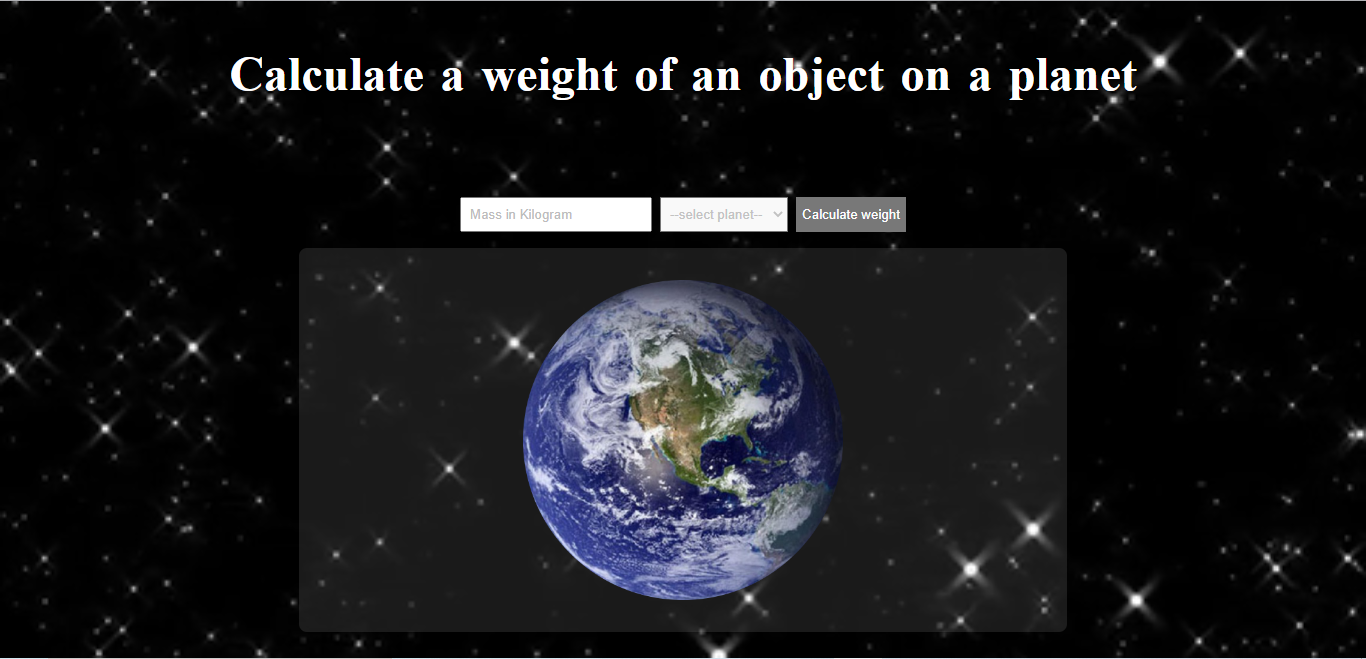 Calculate a weight of an object on a planet
Mass in Kilogram --select planet-- Calculate weight